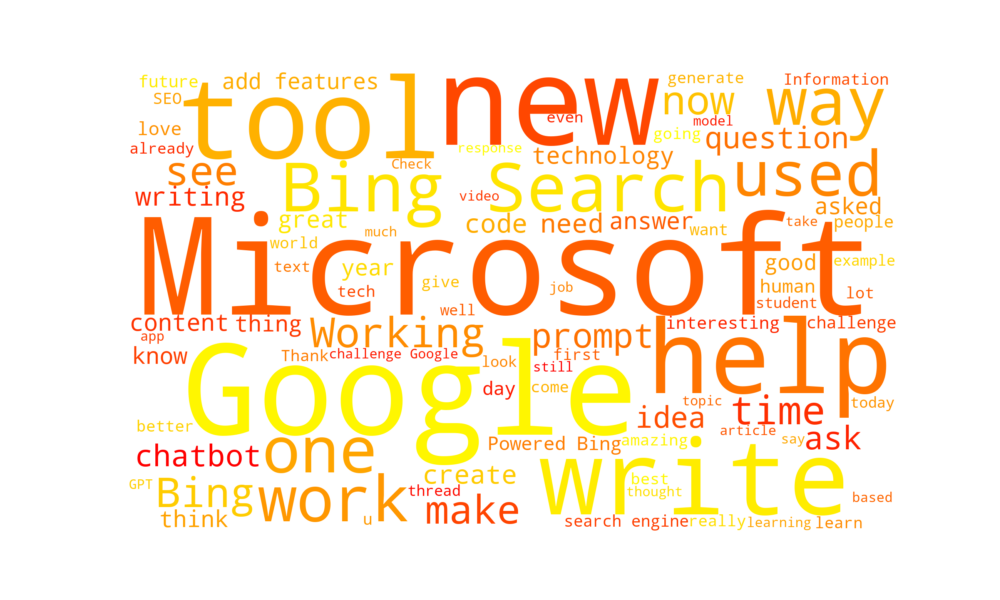 future
add features
tool
new
generate
Information
SEO
now
way
love
even
model
going
question
already
see
Check
response
technology
used
Bing
Search
writing
video
asked
great
code
need
answer
want
take
people
world
much
Microsoft
text
year
good
example
tech
give
job
human
lot
student
well
content
thing
Working
prompt
interesting
challenge
help
app
know
Thank
challenge Google
look
first
still
Google
day
come
topic
today
idea
time
better
one
Powered Bing
amazing
article
say
ask
chatbot
create
write
best
GPT
Bing
work
thread
thought
based
think
u
make
search engine
really
learning
learn